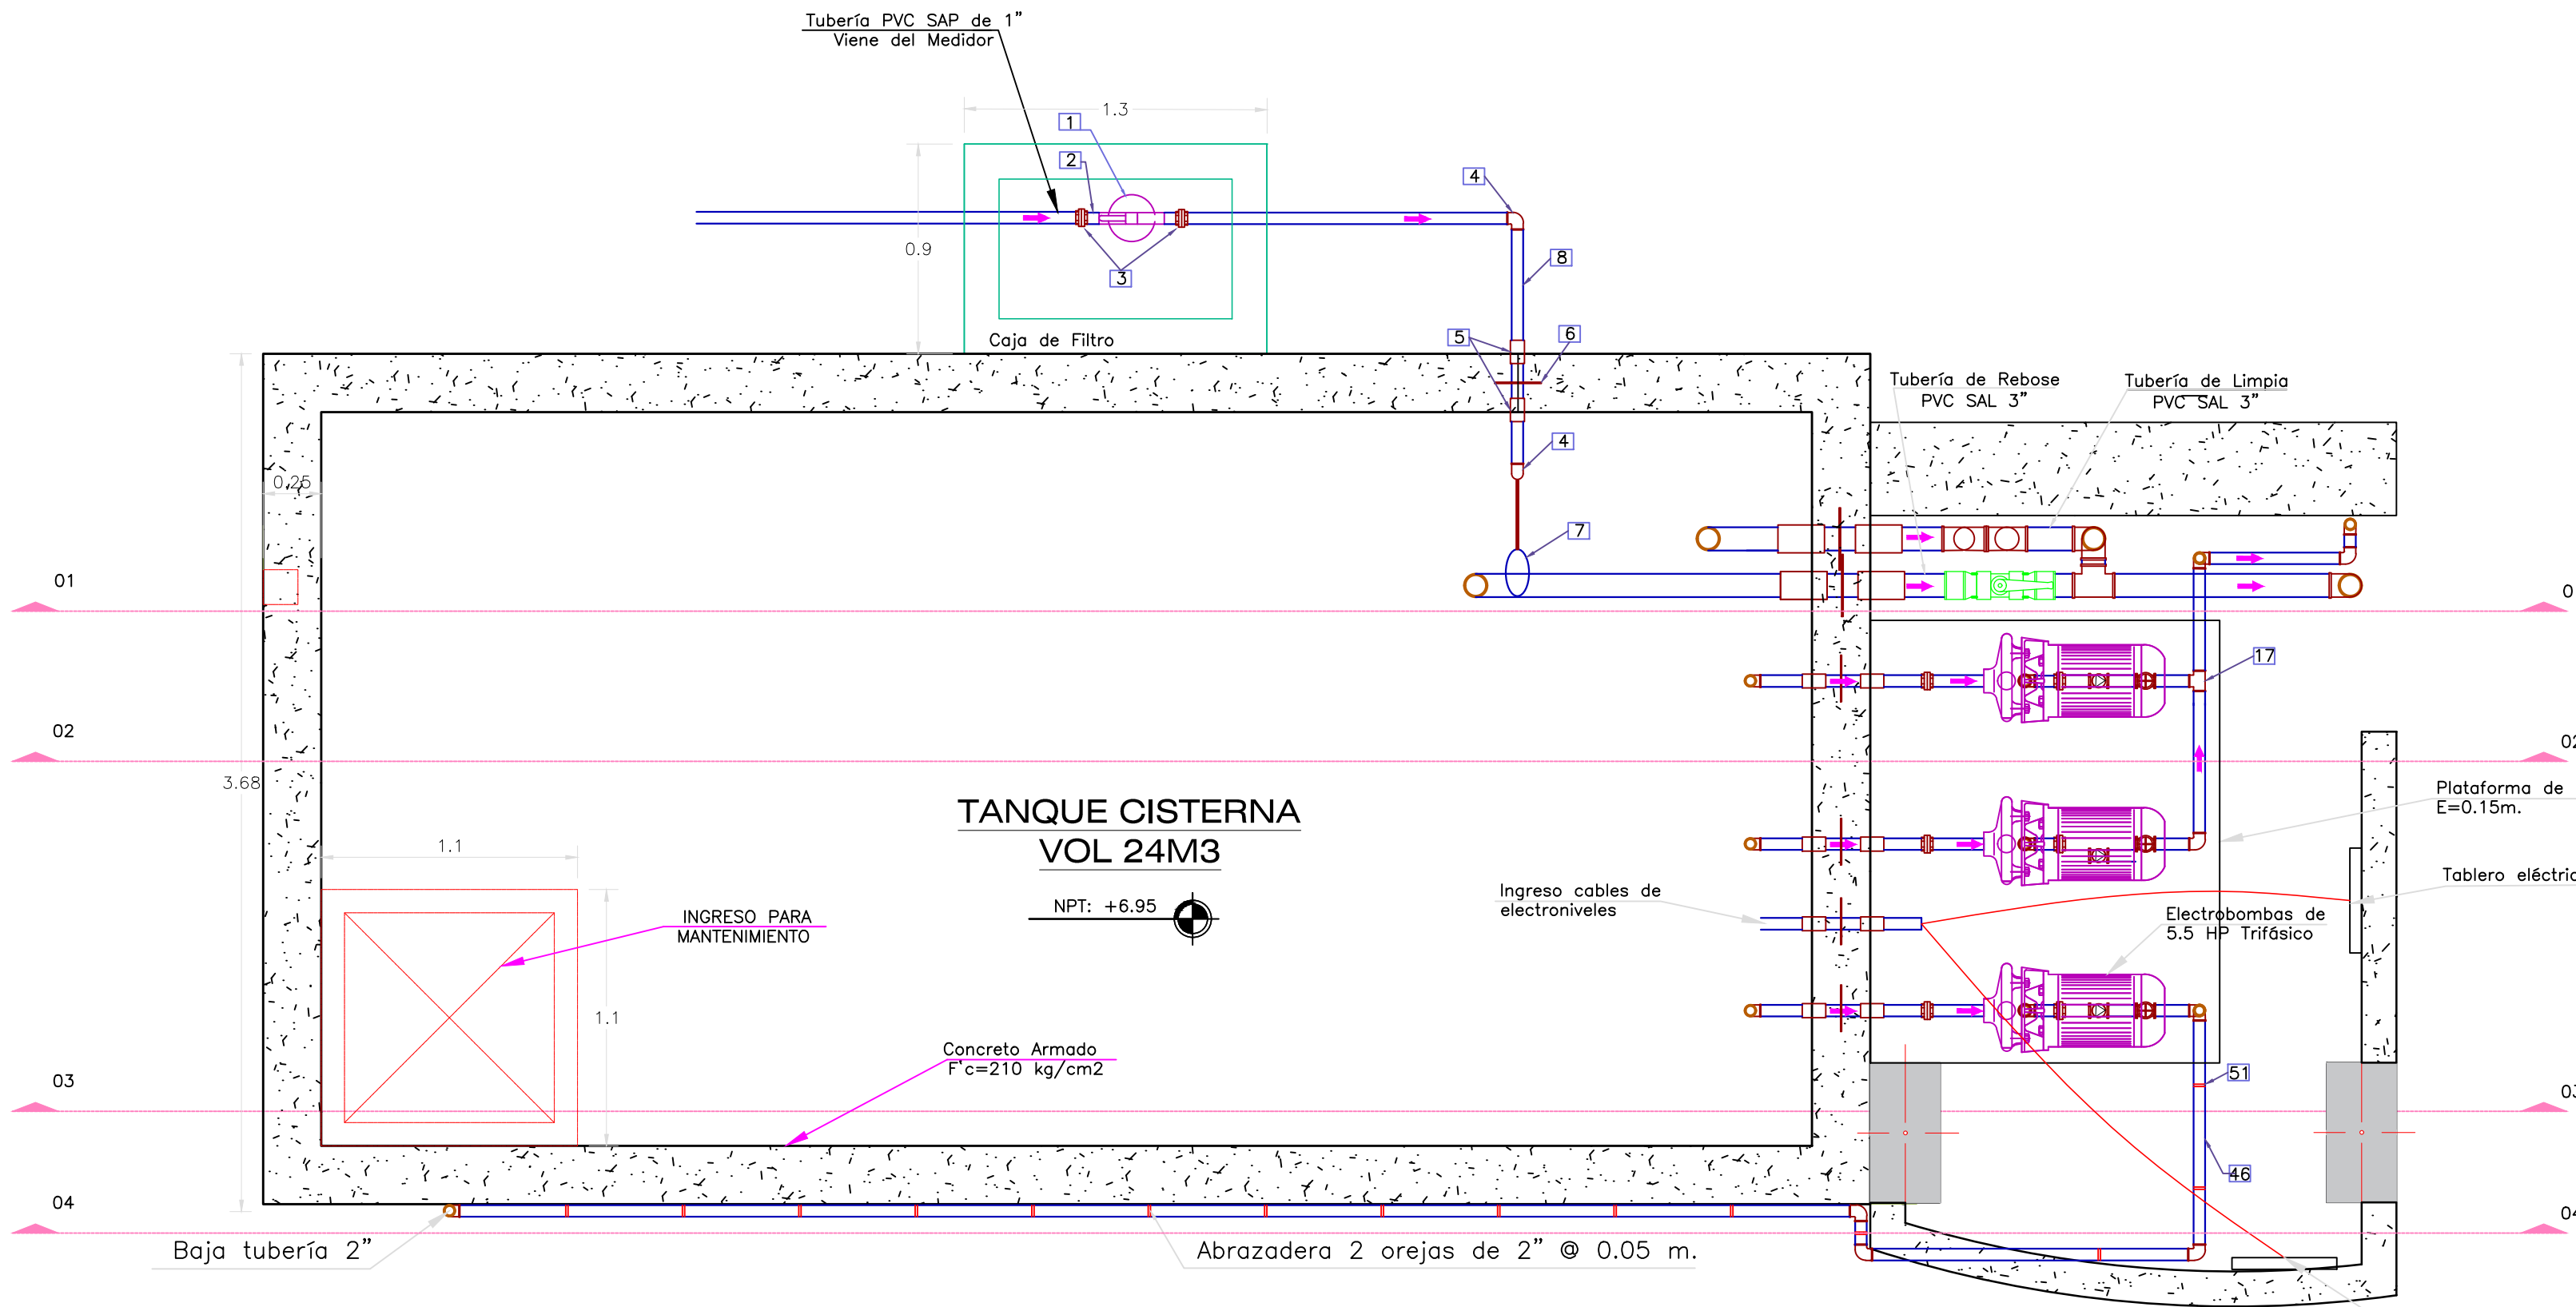 Tubería PVC SAP de 1”
Viene del Medidor
1.3
1
2
3
0.9
Caja de Filtro
4
8
5
6
4
7
Tubería de Rebose
PVC SAL 3”
Tubería de Limpia
PVC SAL 3”
0.25
01
0
17
02
02
3.68
TANQUE CISTERNA
VOL 24M3
NPT: +6.95
Plataforma de
E=0.15m.
1.1
1.1
INGRESO PARA
MANTENIMIENTO
Ingreso cables de
electroniveles
Tablero eléctric
Electrobombas de
5.5 HP Trifásico
Concreto Armado
F'c=210 kg/cm2
51
03
03
46
04
04
Baja tubería 2”
Abrazadera 2 orejas de 2” @ 0.05 m.